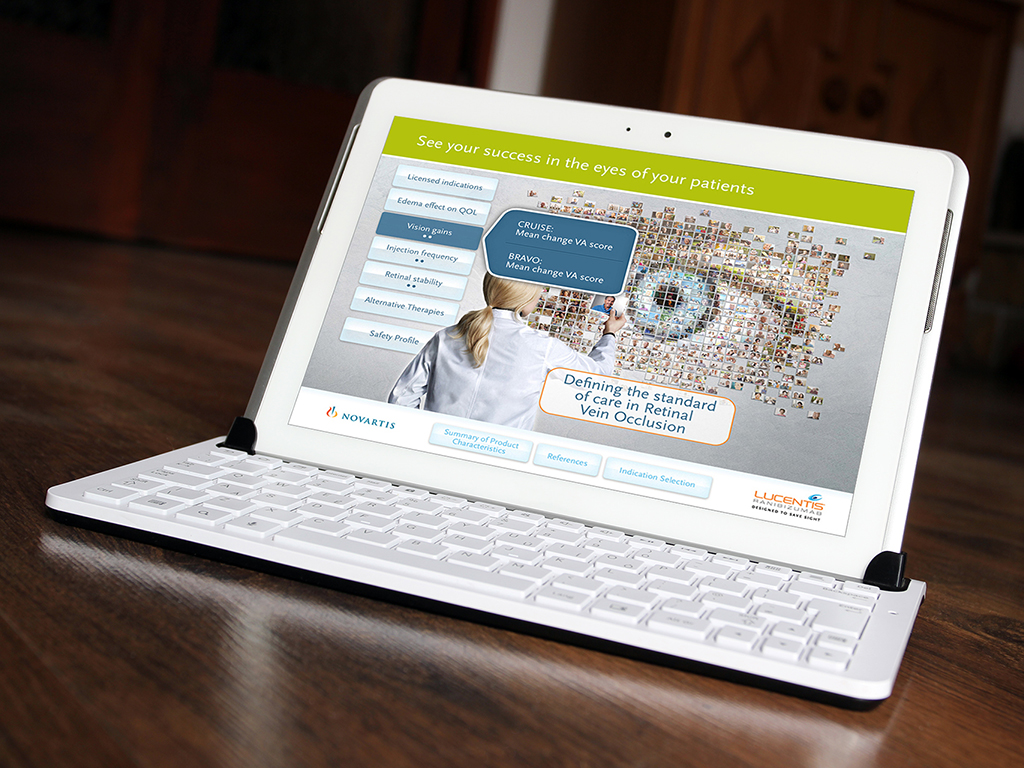 See your success in the eyes of your patients
Licensed indications
Edema effect on QOL
Vision gains
Injection frequency
Retinal stability
Alternative Therapies
Safety Profile
CRUISE:
Mean change VA score
BRAVO:
Mean change VA score
Defining the standard
of care in Retinal
Vein Occlusion
NOVARTIS
Summary of Product
Characteristics
References
Indication Selection
LUCENTIS
RANIBIZUMAB
DESIGNED TO SAVE SIGHT